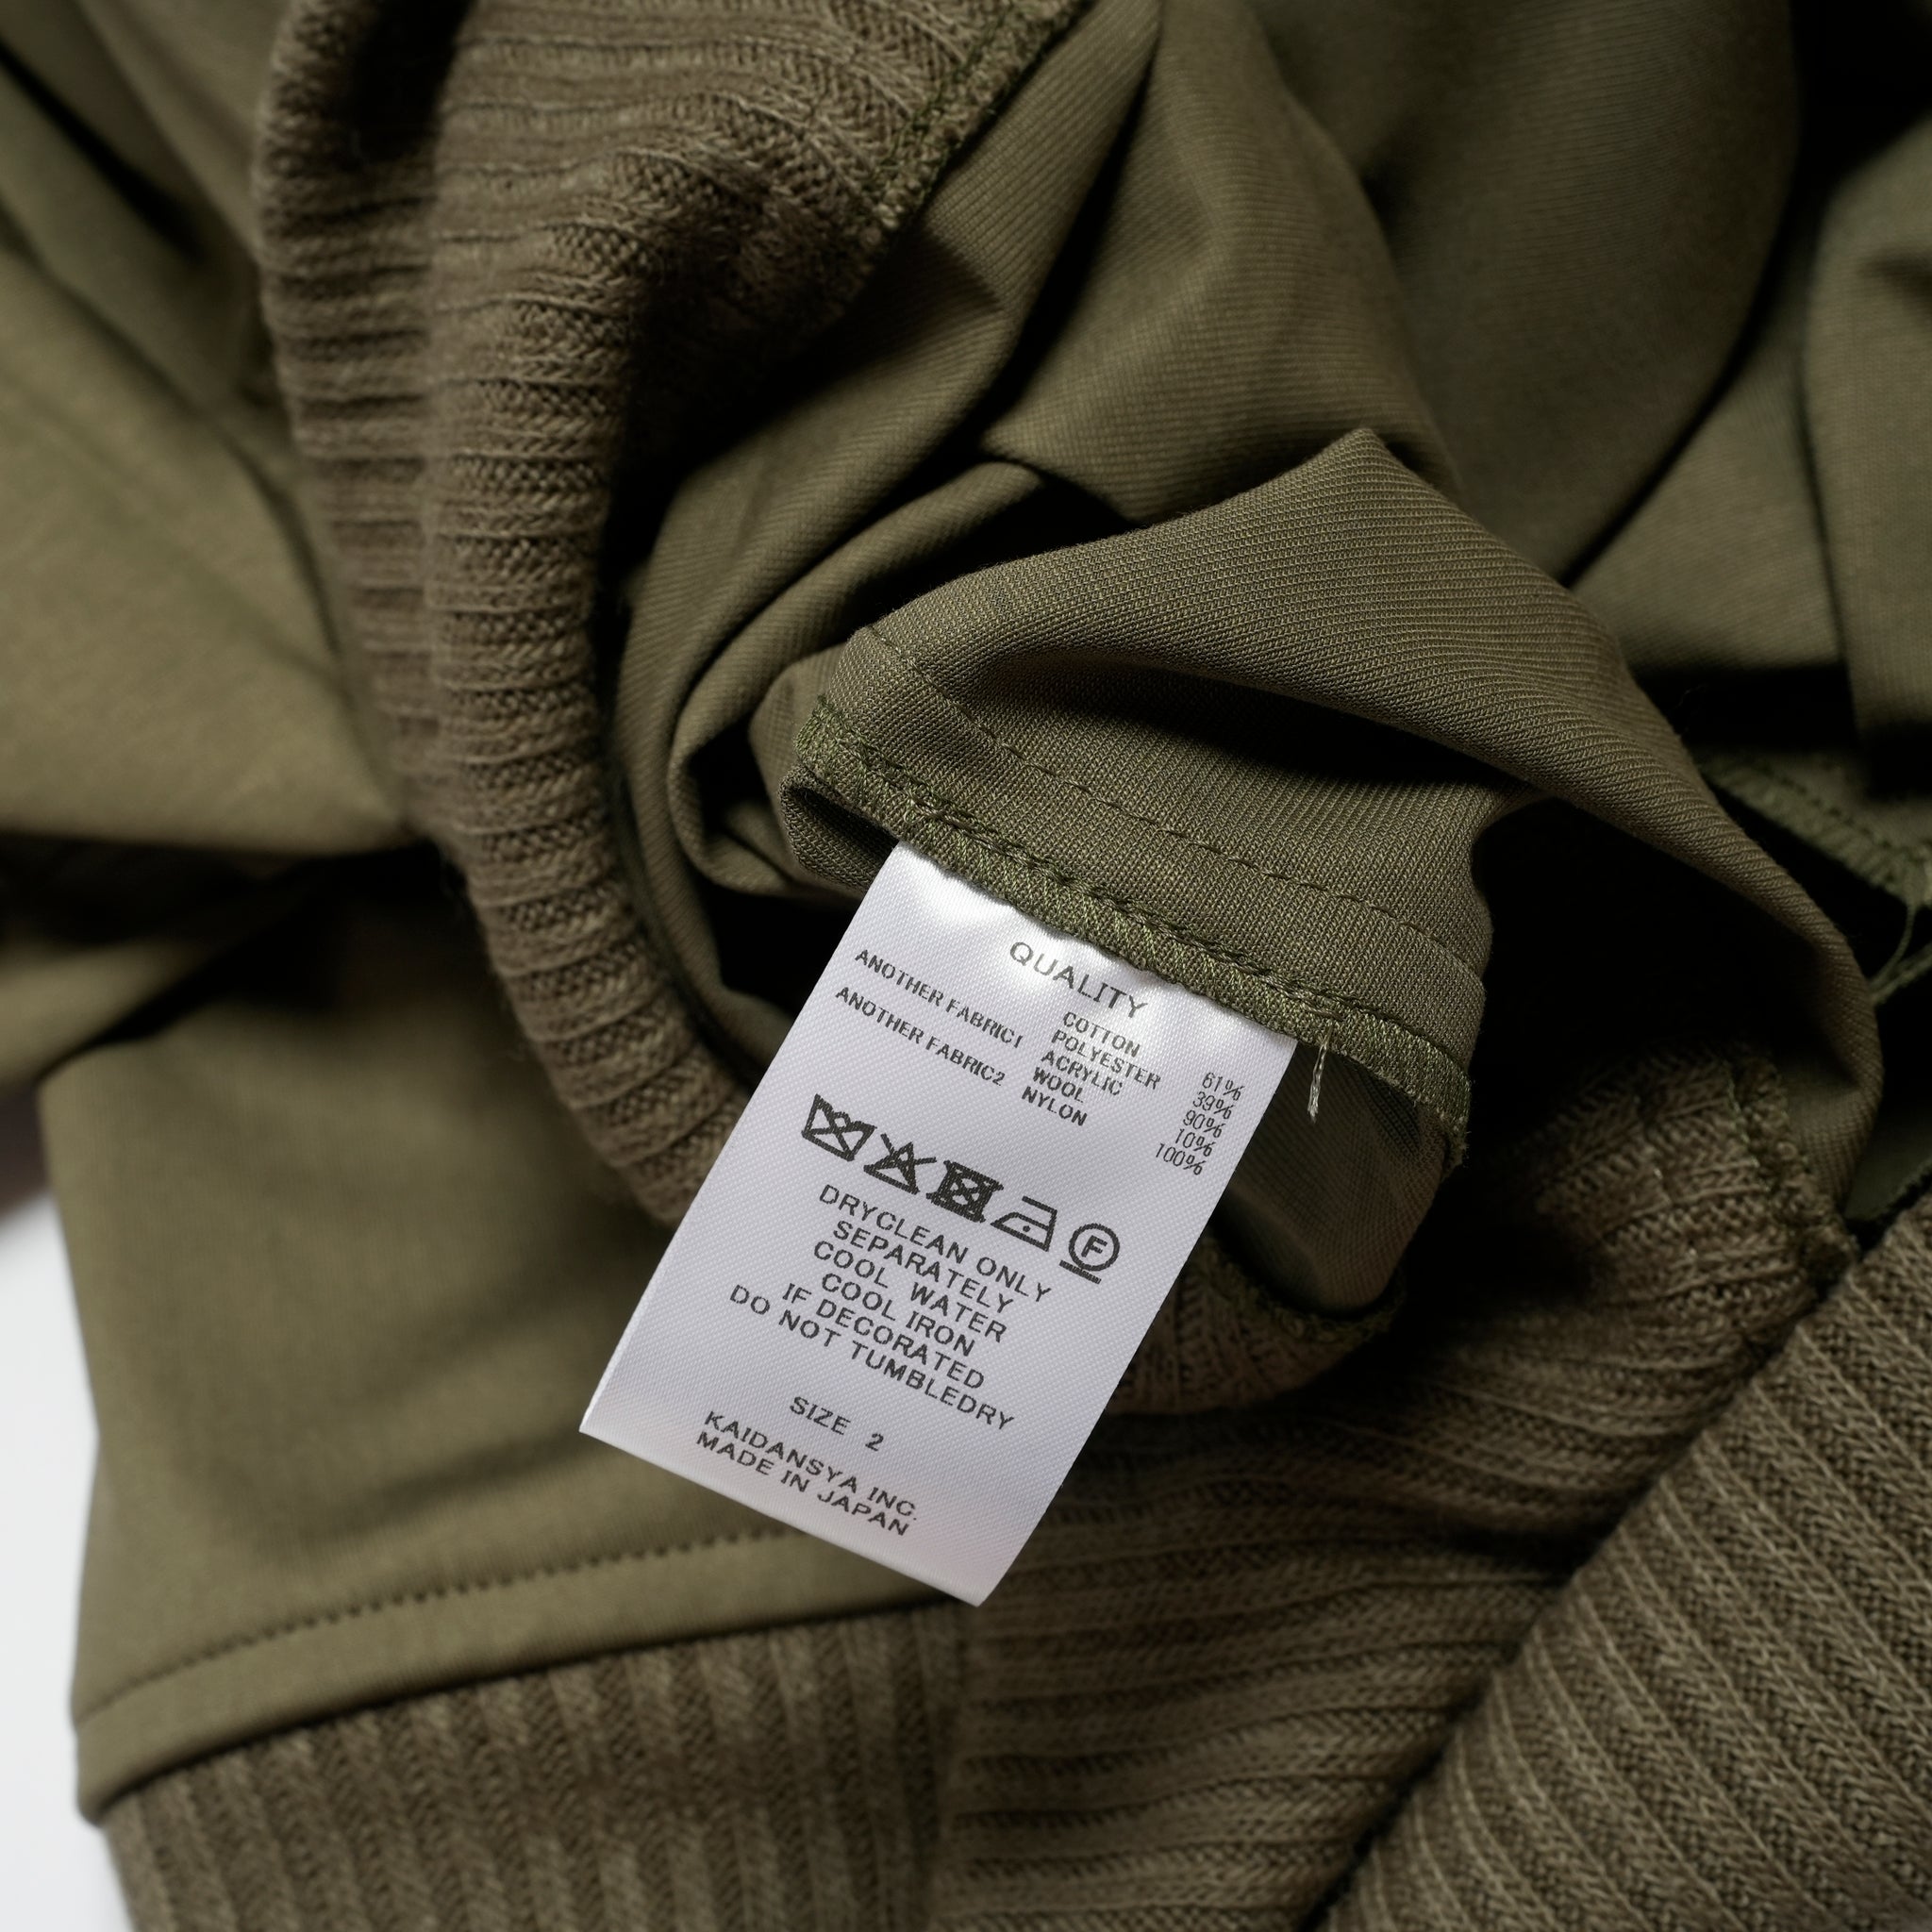 QUALITY
COTTON 61%
POLYESTER 39%
ANOTHER FABRIC1 ACRYLIC 90%
WOOL 10%
ANOTHER FABRIC2 NYLON 100%
F
DRYCLEAN ONLY
SEPARATELY
COOL WATER
COOL IRON
IF DECORATED
DO NOT TUMBLEDRY
SIZE 2
KAIDANSYA INC.
MADE IN JAPAN